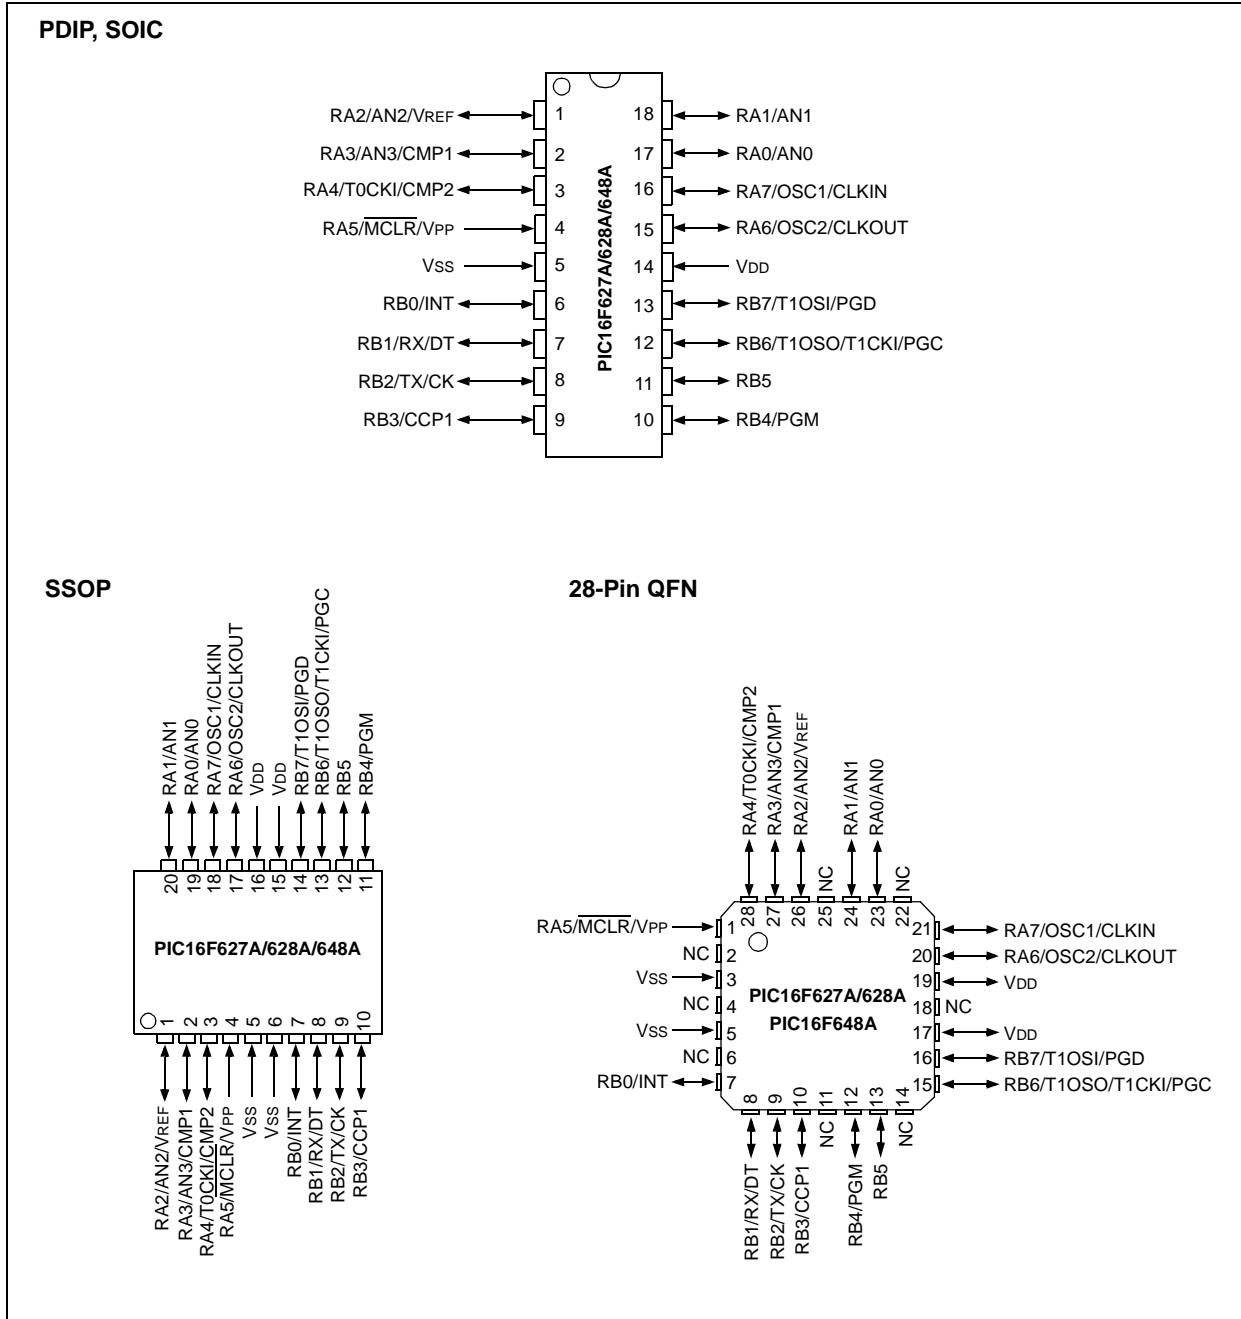 PDIP, SOIC
RA2/AN2/VREF 1 18 RA1/AN1
RA3/AN3/CMP1 2 17 RA0/AN0
RA4/T0CKI/CMP2 3 16 RA7/OSC1/CLKIN
RA5/MCLR/VPP 4 15 RA6/OSC2/CLKOUT
VSS 5 14 VDD
RB0/INT 6 13 RB7/T1OSI/PGD
RB1/RX/DT 7 12 RB6/T1OSO/T1CKI/PGC
RB2/TX/CK 8 11 RB5
RB3/CCP1 9 10 RB4/PGM
PIC16F627A/628A/648A
SSOP
RA1/AN1
RA0/AN0
RA7/OSC1/CLKIN
RA6/OSC2/CLKOUT
VDD
VDD
RB7/T1OSI/PGD
RB6/T1OSO/T1CKI/PGC
RB5
RB4/PGM
20 19 18 17 16 15 14 13 12 11
PIC16F627A/628A/648A
1 2 3 4 5 6 7 8 9 10
RA2/AN2/VREF
RA3/AN3/CMP1
RA4/T0CKI/CMP2
RA5/MCLR/VPP
VSS
VSS
RB0/INT
RB1/RX/DT
RB2/TX/CK
RB3/CCP1
28-Pin QFN
RA4/T0CKI/CMP2
RA3/AN3/CMP1
RA2/AN2/VREF
NC
RA1/AN1
RA0/AN0
NC
28 27 26 25 24 23 22
RA5/MCLR/VPP 1
NC 2
VSS 3
NC 4
VSS 5
NC 6
RB0/INT 7
PIC16F627A/628A
PIC16F648A
21 RA7/OSC1/CLKIN
20 RA6/OSC2/CLKOUT
19 VDD
18 NC
17 VDD
16 RB7/T1OSI/PGD
15 RB6/T1OSO/T1CKI/PGC
8 9 10 11 12 13 14
RB1/RX/DT
RB2/TX/CK
RB3/CCP1
NC
RB4/PGM
RB5
NC